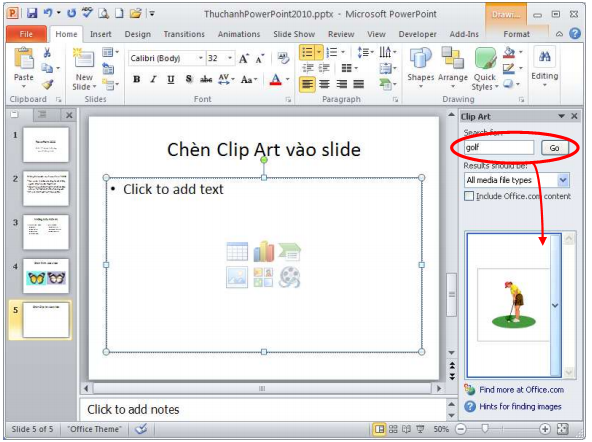 ThuchanhPowerPoint2010.pptx - Microsoft PowerPoint
Drawi...
File Home Insert Design Transitions Animations Slide Show Review View Developer Add-Ins Format
Paste
New
Slide
Calibri (Body) 32
B I U S abc AV Aa A
Shapes Arrange Quick
Styles
Editing
Clipboard Slides Font Paragraph Drawing
Clip Art
Search for:
golf Go
Results should be:
All media file types
Include Office.com content
1
2
3
4
5
Chèn Clip Art vào slide
• Click to add text
Click to add notes
Find more at Office.com
Hints for finding images
Slide 5 of 5 "Office Theme" 50%